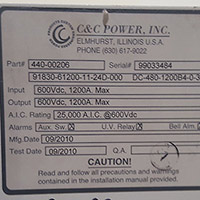 C&C POWER, INC.
ELMHURST, ILLINOIS U.S.A.
PHONE (630) 617-9022
Part# 440-00206 Serial# 99033484
91830-61200-11-24D-000 DC-480-1200B4-0-
Input 600Vdc, 1200A. Max
Output 600Vdc, 1200A. Max
A.I.C. Rating 25,000 A.I.C. @600Vdc
Alarms Aux. Sw. U.V. Relay Bell Alm.
Mfg Date 09/2010
Test Date 09/2010 Q.A.
CAUTION!
Read and follow all precautions and warnings
contained in the installation manual provided.